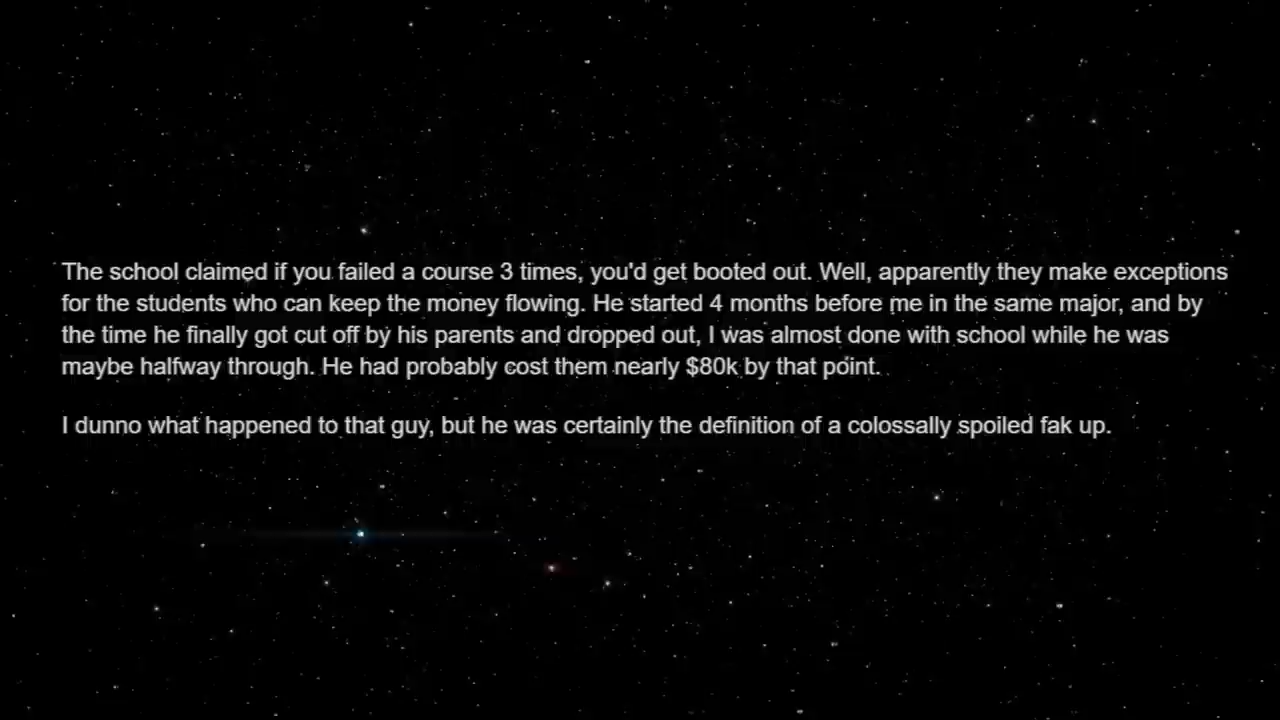 The school claimed if you failed a course 3 times, you'd get booted out. Well, apparently they make exceptions
for the students who can keep the money flowing. He started 4 months before me in the same major, and by
the time he finally got cut off by his parents and dropped out, I was almost done with school while he was
maybe halfway through. He had probably cost them nearly $80k by that point.
I dunno what happened to that guy, but he was certainly the definition of a colossally spoiled fak up.